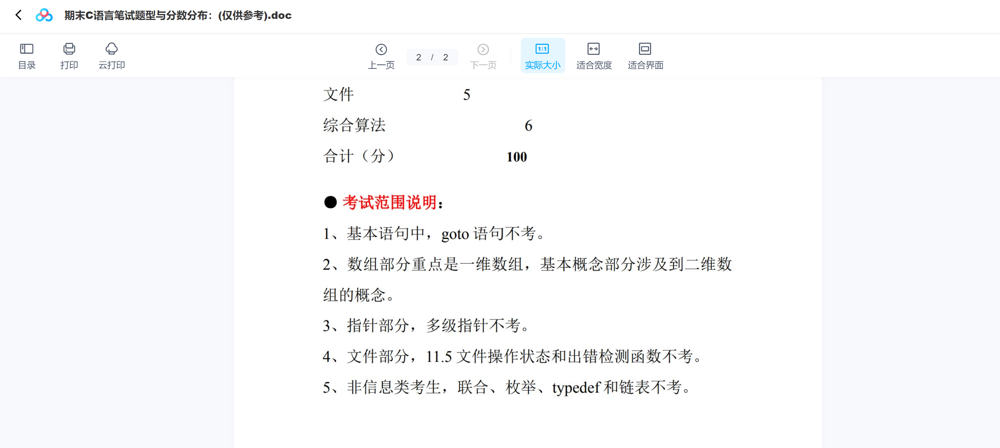 期末C语言笔试题型与分数分布：(仅供参考).doc
目录 打印 云打印 上一页 2 / 2 下一页 1:1 实际大小 适合宽度 适合界面
文件 5
综合算法 6
合计（分） 100
● 考试范围说明：
1、基本语句中，goto 语句不考。
2、数组部分重点是一维数组，基本概念部分涉及到二维数
组的概念。
3、指针部分，多级指针不考。
4、文件部分，11.5 文件操作状态和出错检测函数不考。
5、非信息类考生，联合、枚举、typedef 和链表不考。